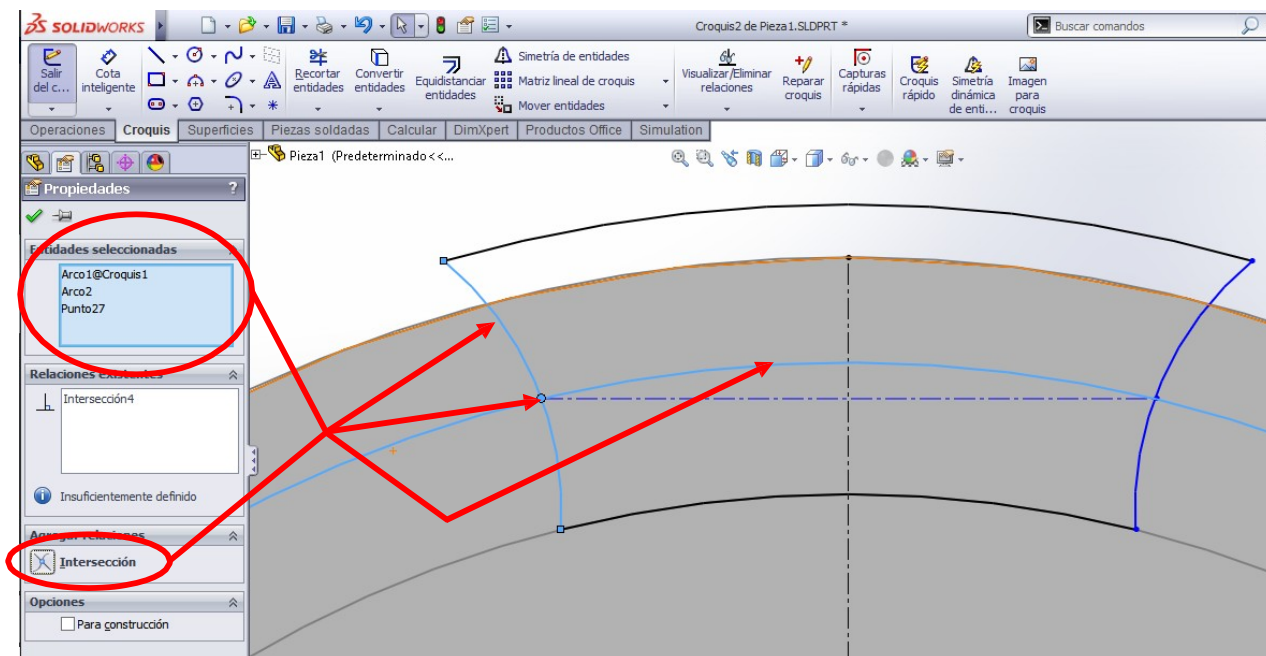 SOLIDWORKS
Croquis2 de Pieza1.SLDPRT *
Buscar comandos
Salir del c...
Cota inteligente
Recortar entidades
Convertir entidades
Equidistanciar entidades
Simetría de entidades
Matriz lineal de croquis
Mover entidades
Visualizar/Eliminar relaciones
Reparar croquis
Capturas rápidas
Croquis rápido
Simetría dinámica de enti...
Imagen para croquis
Operaciones
Croquis
Superficies
Piezas soldadas
Calcular
DimXpert
Productos Office
Simulation
Pieza1 (Predeterminado<<...
Propiedades
?
Entidades seleccionadas
Arco1@Croquis1
Arco2
Punto27
Relaciones existentes
Intersección4
Insuficientemente definido
Agregar relaciones
Intersección
Opciones
Para construcción